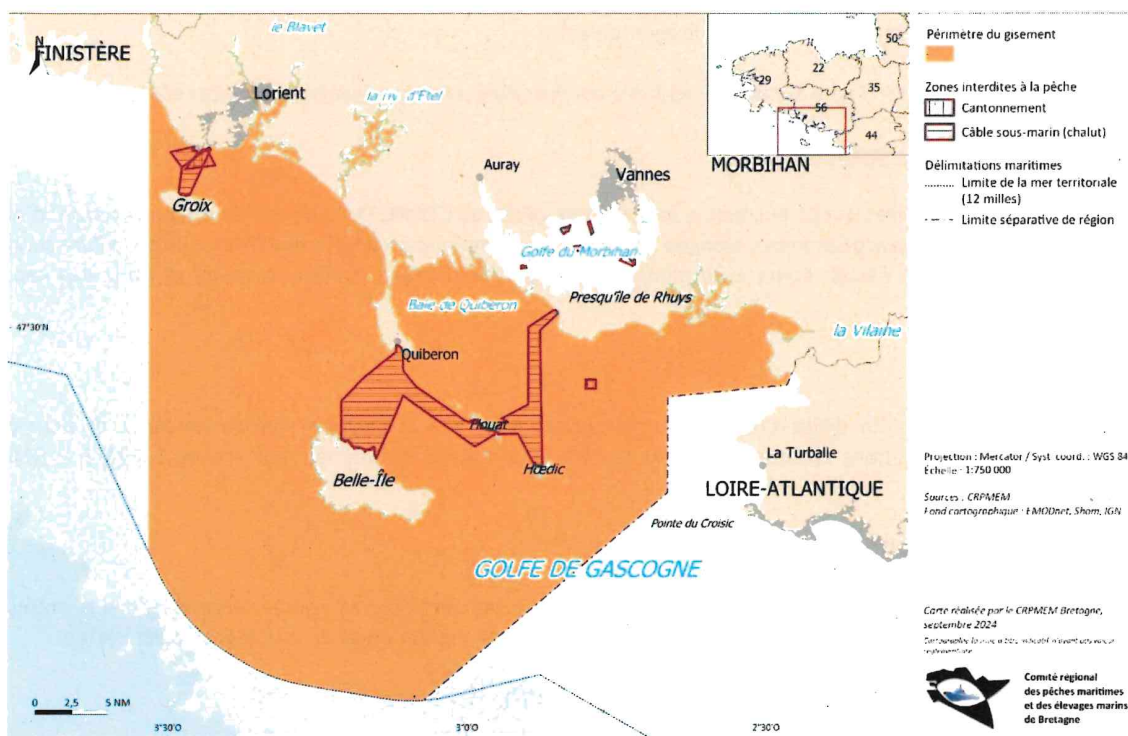 N
FINISTÈRE
le Blavet
Lorient
la riv. d'Etel
Auray
Vannes
MORBIHAN
50
29
22
35
56
44
Groix
Golfe du Morbihan
Presqu'île de Rhuys
Baie de Quiberon
la Vilaine
47°30'N
Quiberon
Houat
Hœdic
Belle-Île
La Turballe
LOIRE-ATLANTIQUE
Pointe du Croisic
GOLFE DE GASCOGNE
0 2,5 5 NM
3°30'0
3°0'0
2°30'0
Périmètre du gisement
Zones interdites à la pêche
Cantonnement
Câble sous-marin (chalut)
Délimitations maritimes
Limite de la mer territoriale
(12 milles)
Limite séparative de région
Projection : Mercator / Syst. coord. : WGS 84
Échelle : 1:750 000
Sources : CRPMEM
Fond cartographique : EMODnet, Shom, IGN
Carte réalisée par le CRPMEM Bretagne,
septembre 2024
Comité régional
des pêches maritimes
et des élevages marins
de Bretagne